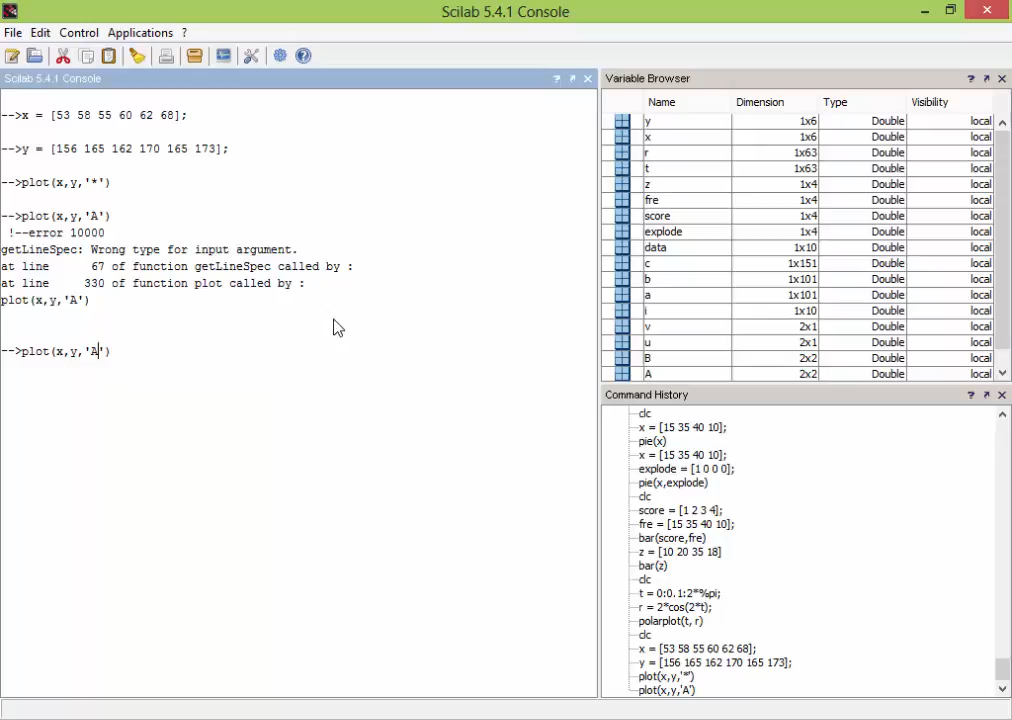 Scilab 5.4.1 Console
File Edit Control Applications ?
Scilab 5.4.1 Console
-->x = [53 58 55 60 62 68];
-->y = [156 165 162 170 165 173];
-->plot(x,y,'*')
-->plot(x,y,'A')
!--error 10000
getLineSpec: Wrong type for input argument.
at line 67 of function getLineSpec called by :
at line 330 of function plot called by :
plot(x,y,'A')
-->plot(x,y,'A')
Variable Browser
Name Dimension Type Visibility
y 1x6 Double local
x 1x6 Double local
r 1x63 Double local
t 1x63 Double local
z 1x4 Double local
fre 1x4 Double local
score 1x4 Double local
explode 1x4 Double local
data 1x10 Double local
c 1x151 Double local
b 1x101 Double local
a 1x101 Double local
i 1x10 Double local
v 2x1 Double local
u 2x1 Double local
B 2x2 Double local
A 2x2 Double local
Command History
clc
x = [15 35 40 10];
pie(x)
x = [15 35 40 10];
explode = [1 0 0 0];
pie(x,explode)
clc
score = [1 2 3 4];
fre = [15 35 40 10];
bar(score,fre)
z = [10 20 35 18]
bar(z)
clc
t = 0:0.1:2*%pi;
r = 2*cos(2*t);
polarplot(t, r)
clc
x = [53 58 55 60 62 68];
y = [156 165 162 170 165 173];
plot(x,y,'*')
plot(x,y,'A')